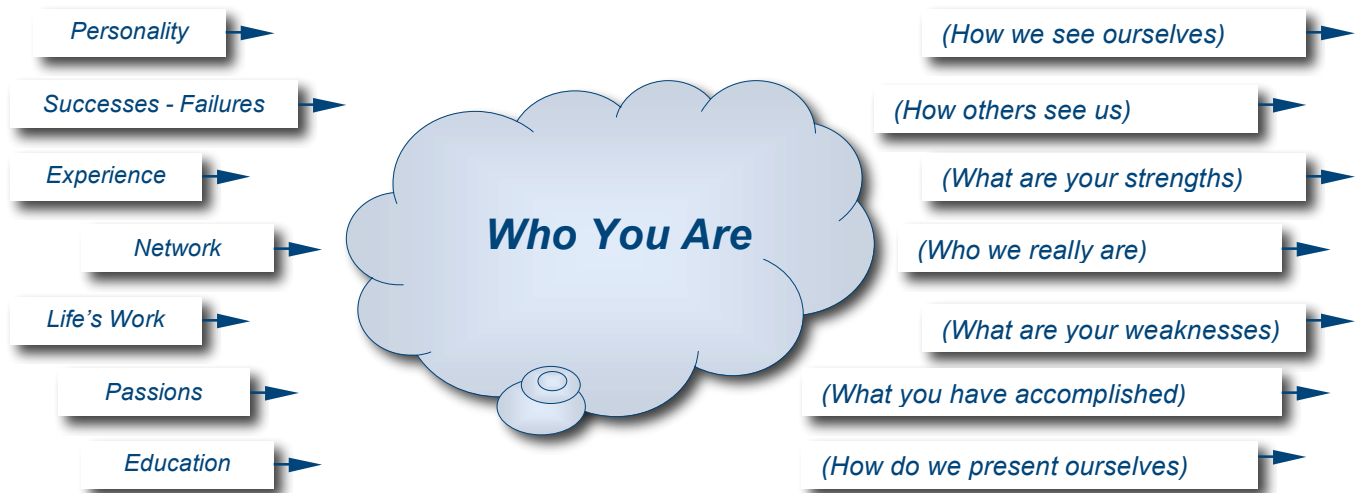 Personality
Successes - Failures
Experience
Network
Life's Work
Passions
Education
Who You Are
(How we see ourselves)
(How others see us)
(What are your strengths)
(Who we really are)
(What are your weaknesses)
(What you have accomplished)
(How do we present ourselves)